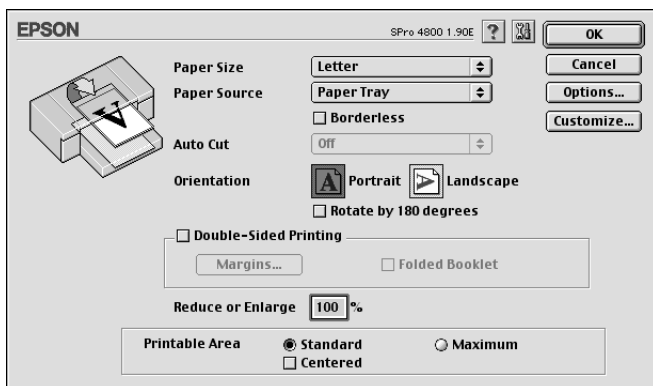 EPSON SPro 4800 1.90E ? OK
Paper Size Letter Cancel
Paper Source Paper Tray Options...
Borderless Customize...
Auto Cut Off
Orientation A Portrait A Landscape
Rotate by 180 degrees
Double-Sided Printing
Margins... Folded Booklet
Reduce or Enlarge 100 %
Printable Area Standard Maximum
Centered